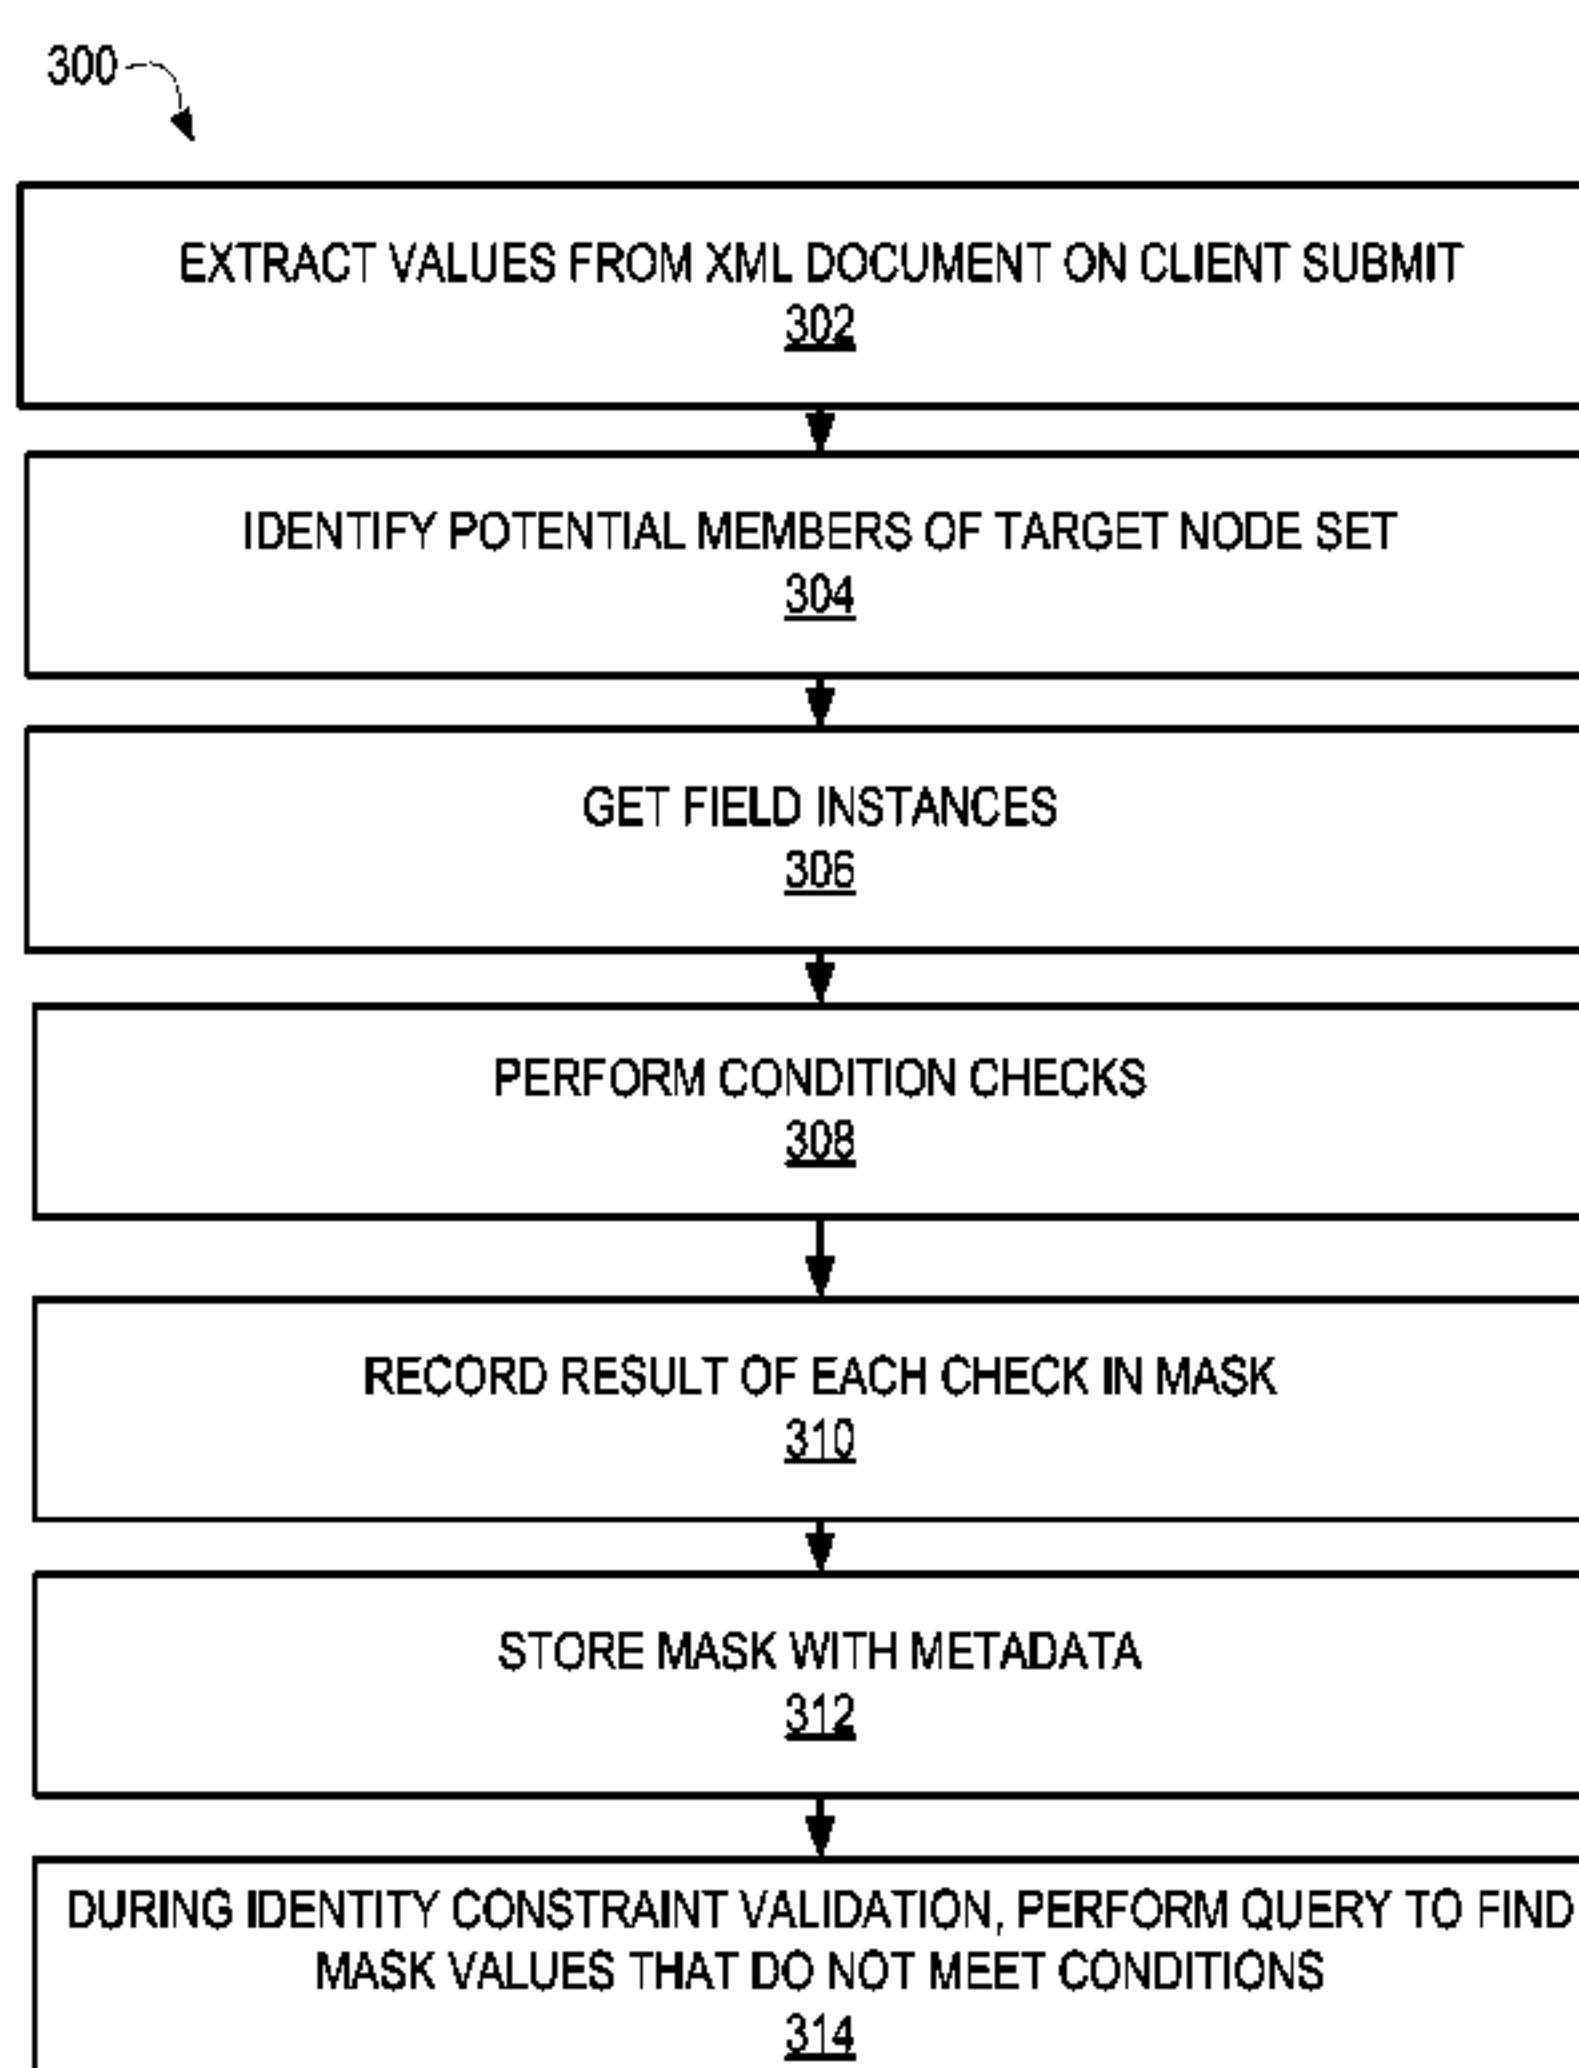 300
EXTRACT VALUES FROM XML DOCUMENT ON CLIENT SUBMIT
302
IDENTIFY POTENTIAL MEMBERS OF TARGET NODE SET
304
GET FIELD INSTANCES
306
PERFORM CONDITION CHECKS
308
RECORD RESULT OF EACH CHECK IN MASK
310
STORE MASK WITH METADATA
312
DURING IDENTITY CONSTRAINT VALIDATION, PERFORM QUERY TO FIND
MASK VALUES THAT DO NOT MEET CONDITIONS
314